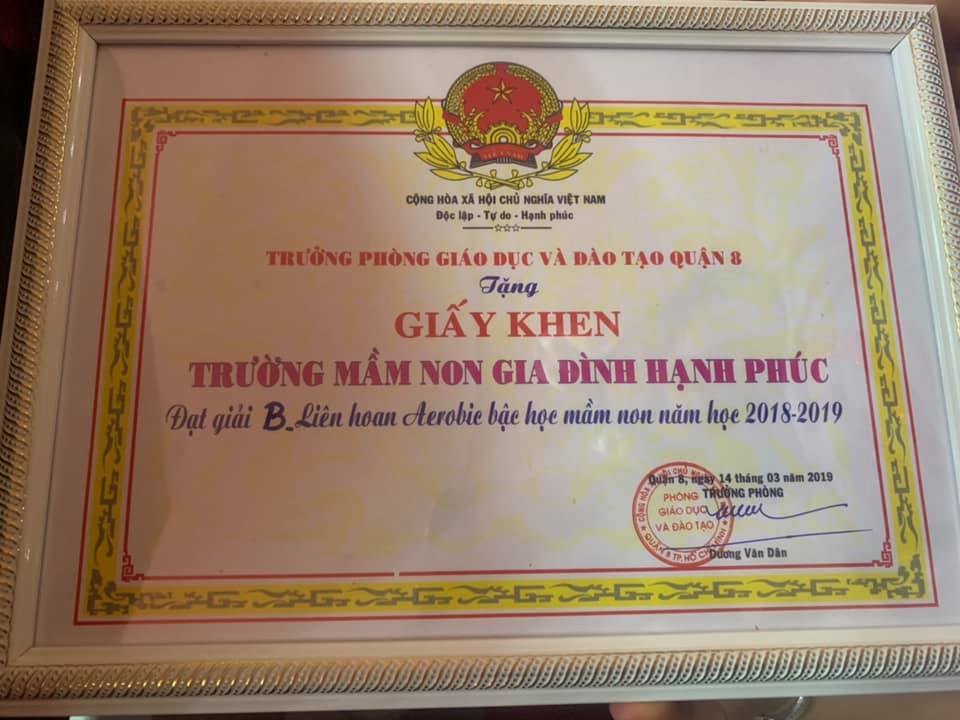 VIỆT NAM
CỘNG HÒA XÃ HỘI CHỦ NGHĨA VIỆT NAM
Độc lập - Tự do - Hạnh phúc
TRƯỞNG PHÒNG GIÁO DỤC VÀ ĐÀO TẠO QUẬN 8
Tặng
GIẤY KHEN
TRƯỜNG MẦM NON GIA ĐÌNH HẠNH PHÚC
Đạt giải B_Liên hoan Aerobic bậc học mầm non năm học 2018-2019
Quận 8, ngày 14 tháng 03 năm 2019
TRƯỞNG PHÒNG
PHÒNG
GIÁO DỤC
VÀ ĐÀO TẠO
Dương Văn Dân